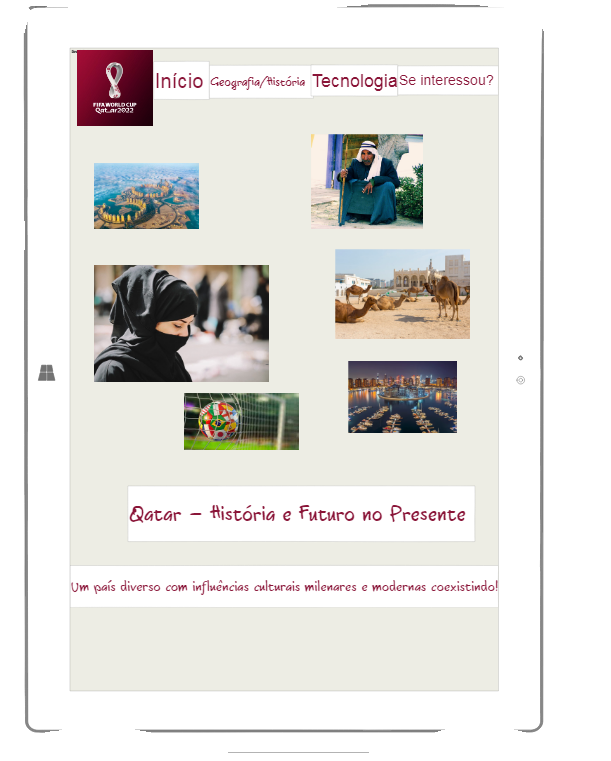 FIFA WORLD CUP
Qat_ar2022
Início
Geografia/História
Tecnologia
Se interessou?
Qatar - História e Futuro no Presente
Um país diverso com influências culturais milenares e modernas coexistindo!